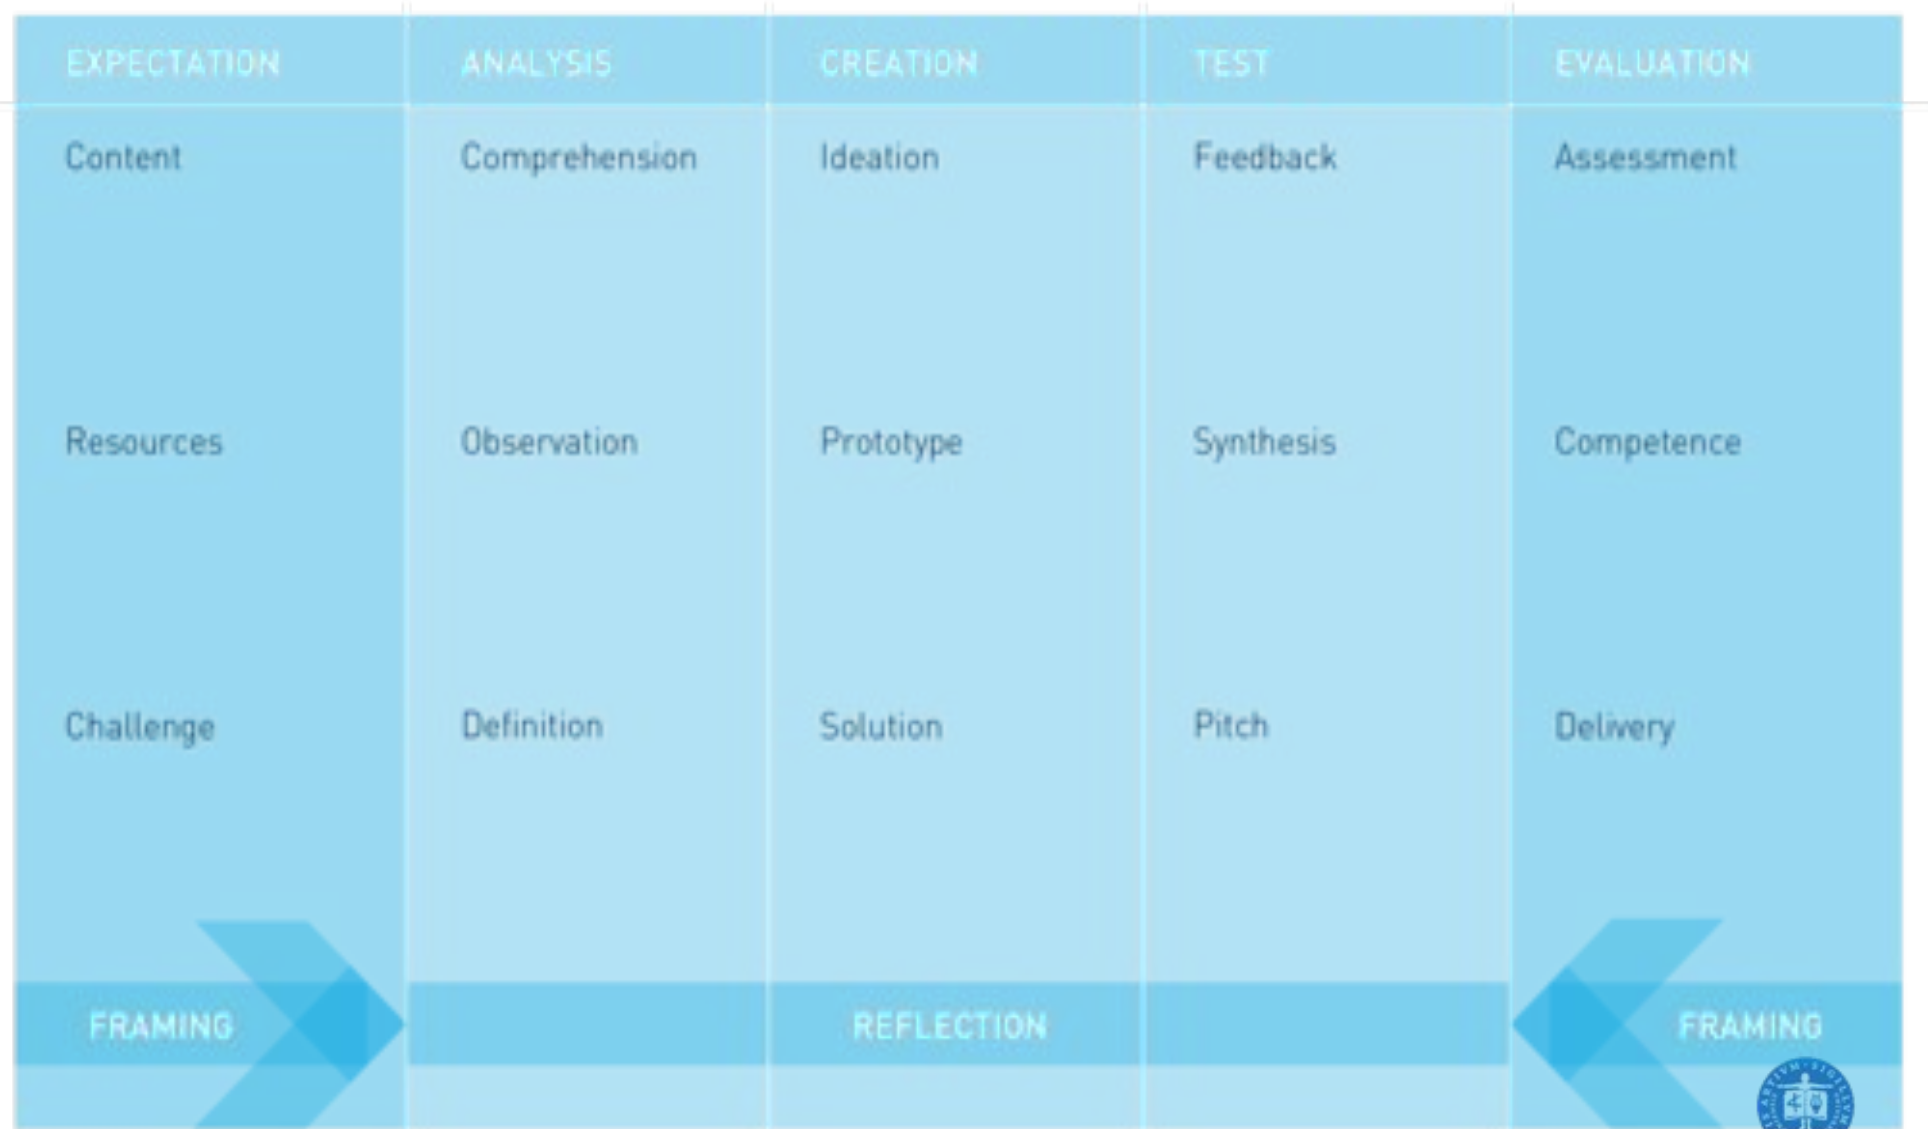 EXPECTATION ANALYSIS CREATION TEST EVALUATION
Content Comprehension Ideation Feedback Assessment
Resources Observation Prototype Synthesis Competence
Challenge Definition Solution Pitch Delivery
FRAMING REFLECTION FRAMING